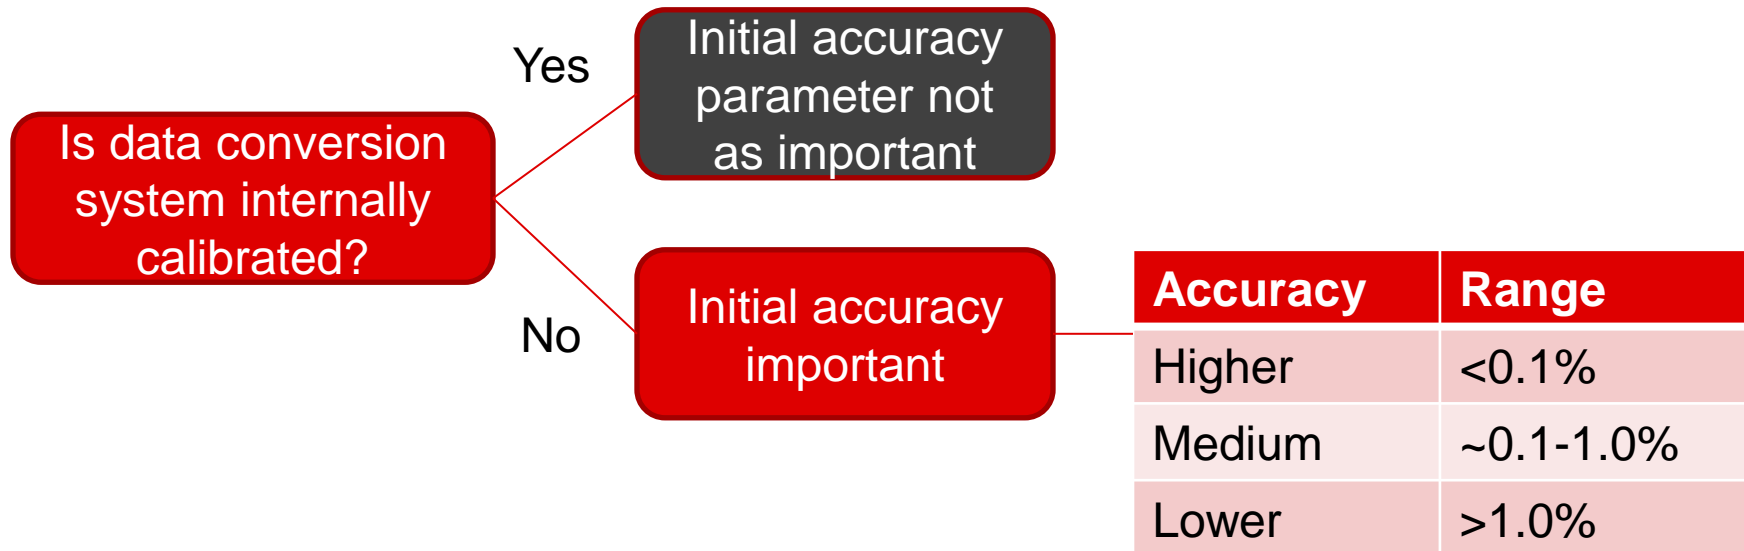 Is data conversion
system internally
calibrated?
Yes
Initial accuracy
parameter not
as important
No
Initial accuracy
important
Accuracy Range
Higher <0.1%
Medium ~0.1-1.0%
Lower >1.0%